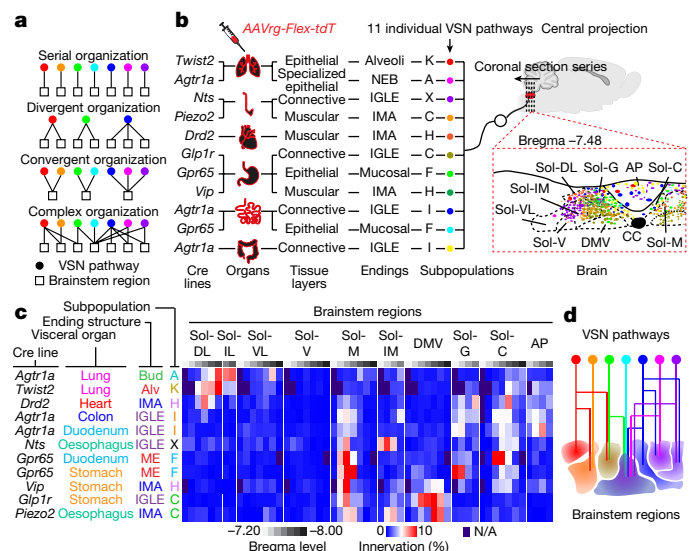 a
Serial organization
Divergent organization
Convergent organization
Complex organization
VSN pathway
Brainstem region
b
AAVrg-Flex-tdT
11 individual VSN pathways
Central projection
Coronal section series
Twist2 Epithelial Alveoli K
Agtr1a Specialized epithelial NEB A
Nts Connective IGLE X
Piezo2 Muscular IMA C
Drd2 Muscular IMA H
Glp1r Connective IGLE C
Gpr65 Epithelial Mucosal F
Vip Muscular IMA H
Agtr1a Connective IGLE I
Gpr65 Epithelial Mucosal F
Agtr1a Connective IGLE I
Cre lines
Organs
Tissue layers
Endings
Subpopulations
Brain
Bregma –7.48
Sol-DL Sol-G AP Sol-C
Sol-IM
Sol-VL
Sol-V DMV CC Sol-M
c
Subpopulation
Ending structure
Visceral organ
Cre line
Brainstem regions
Sol-DL Sol-IL Sol-VL Sol-V Sol-M Sol-IM DMV Sol-G Sol-C AP
Agtr1a Lung Bud A
Twist2 Lung Alv K
Drd2 Heart IMA H
Agtr1a Colon IGLE I
Agtr1a Duodenum IGLE I
Nts Oesophagus IGLE X
Gpr65 Duodenum ME F
Gpr65 Stomach ME F
Vip Stomach IMA H
Glp1r Stomach IGLE C
Piezo2 Oesophagus IMA C
–7.20 –8.00
Bregma level
0 10
Innervation (%)
N/A
d
VSN pathways
Brainstem regions